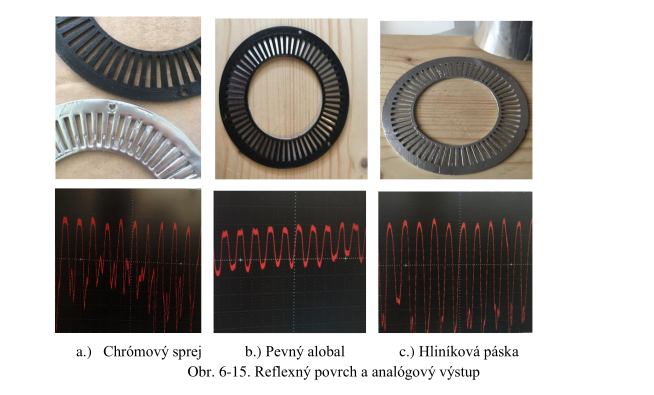 a.) Chrómový sprej b.) Pevný alobal c.) Hliníková páska
Obr. 6-15. Reflexný povrch a analógový výstup